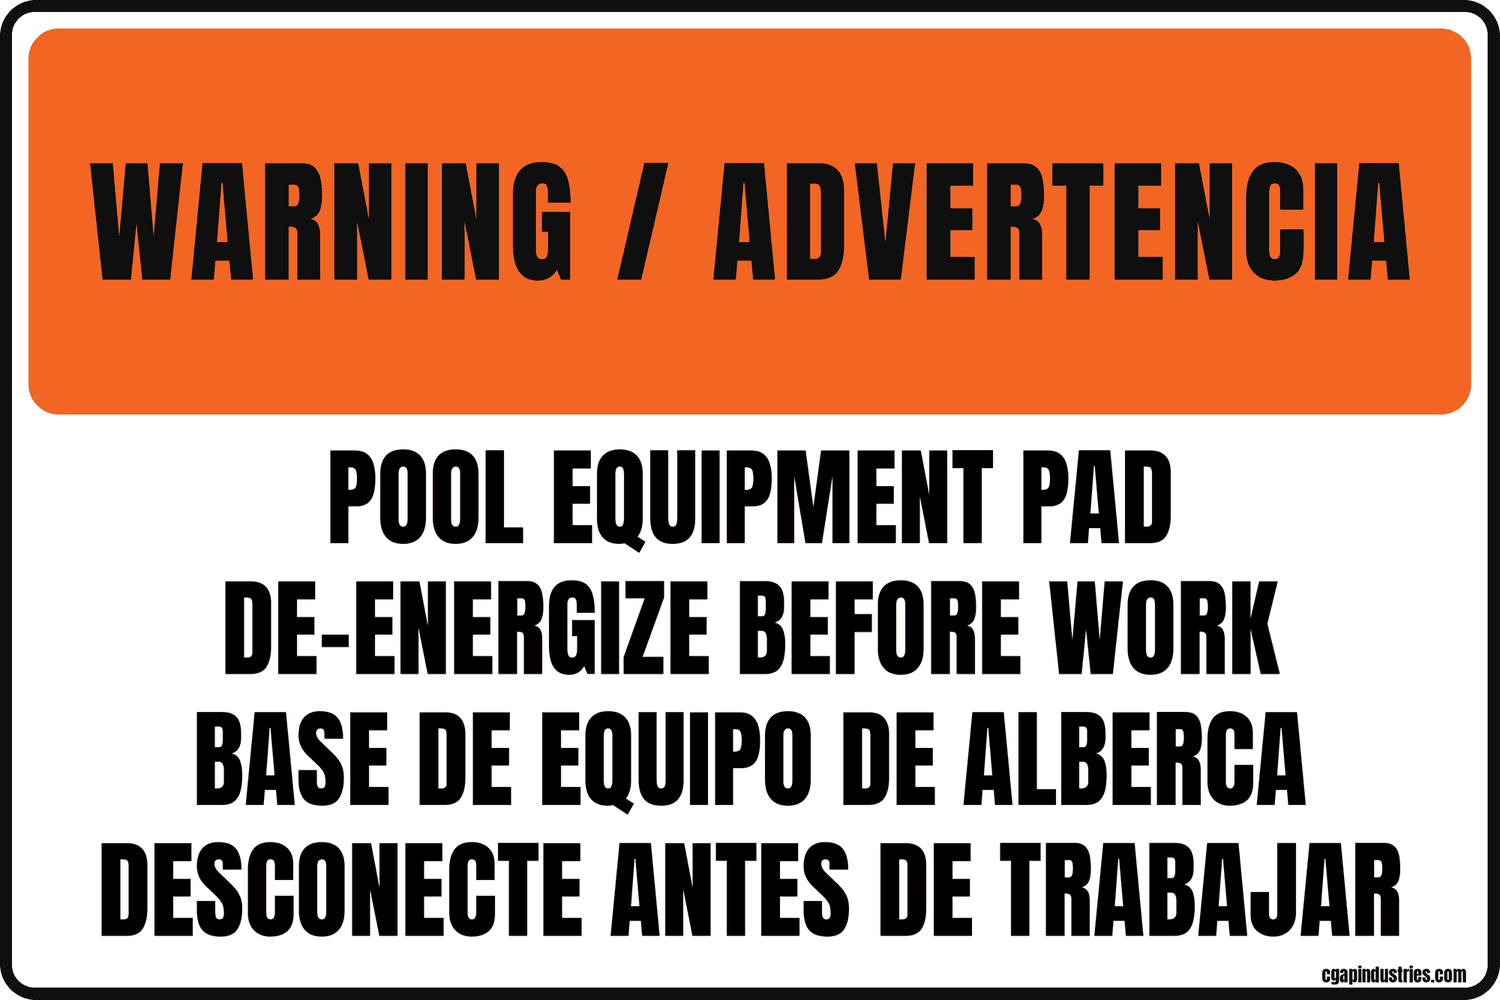 WARNING / ADVERTENCIA
POOL EQUIPMENT PAD
DE-ENERGIZE BEFORE WORK
BASE DE EQUIPO DE ALBERCA
DESCONECTE ANTES DE TRABAJAR
cgapindustries.com